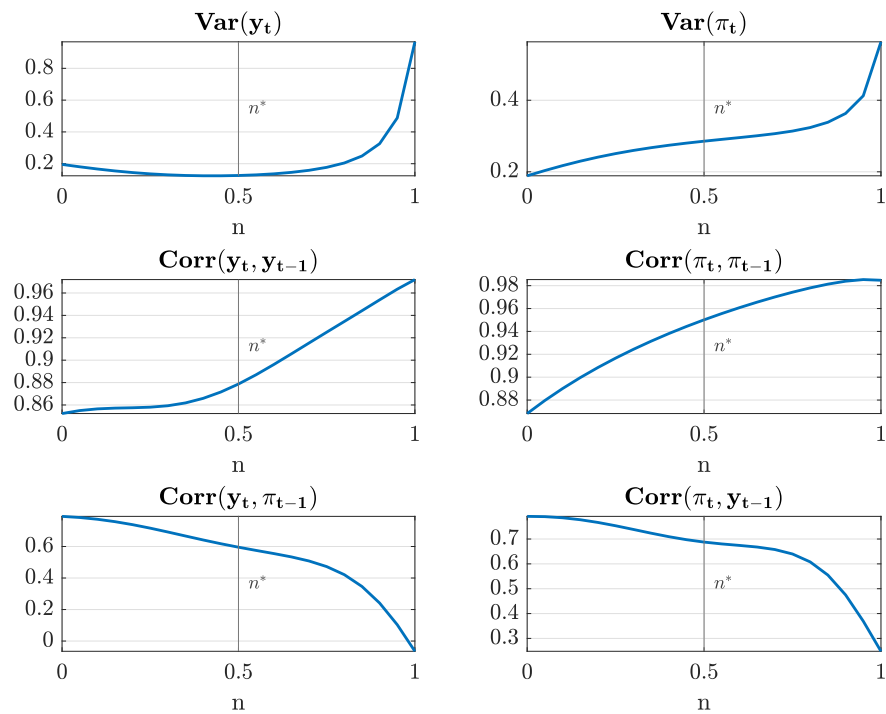 Var(y_t)
0.8
0.6
0.4
0.2
n*
0 0.5 1
n
Var(π_t)
0.4
0.2
n*
0 0.5 1
n
Corr(y_t, y_{t−1})
0.96
0.94
0.92
0.9
0.88
0.86
n*
0 0.5 1
n
Corr(π_t, π_{t−1})
0.98
0.96
0.94
0.92
0.9
0.88
n*
0 0.5 1
n
Corr(y_t, π_{t−1})
0.6
0.4
0.2
0
n*
0 0.5 1
n
Corr(π_t, y_{t−1})
0.7
0.6
0.5
0.4
0.3
n*
0 0.5 1
n